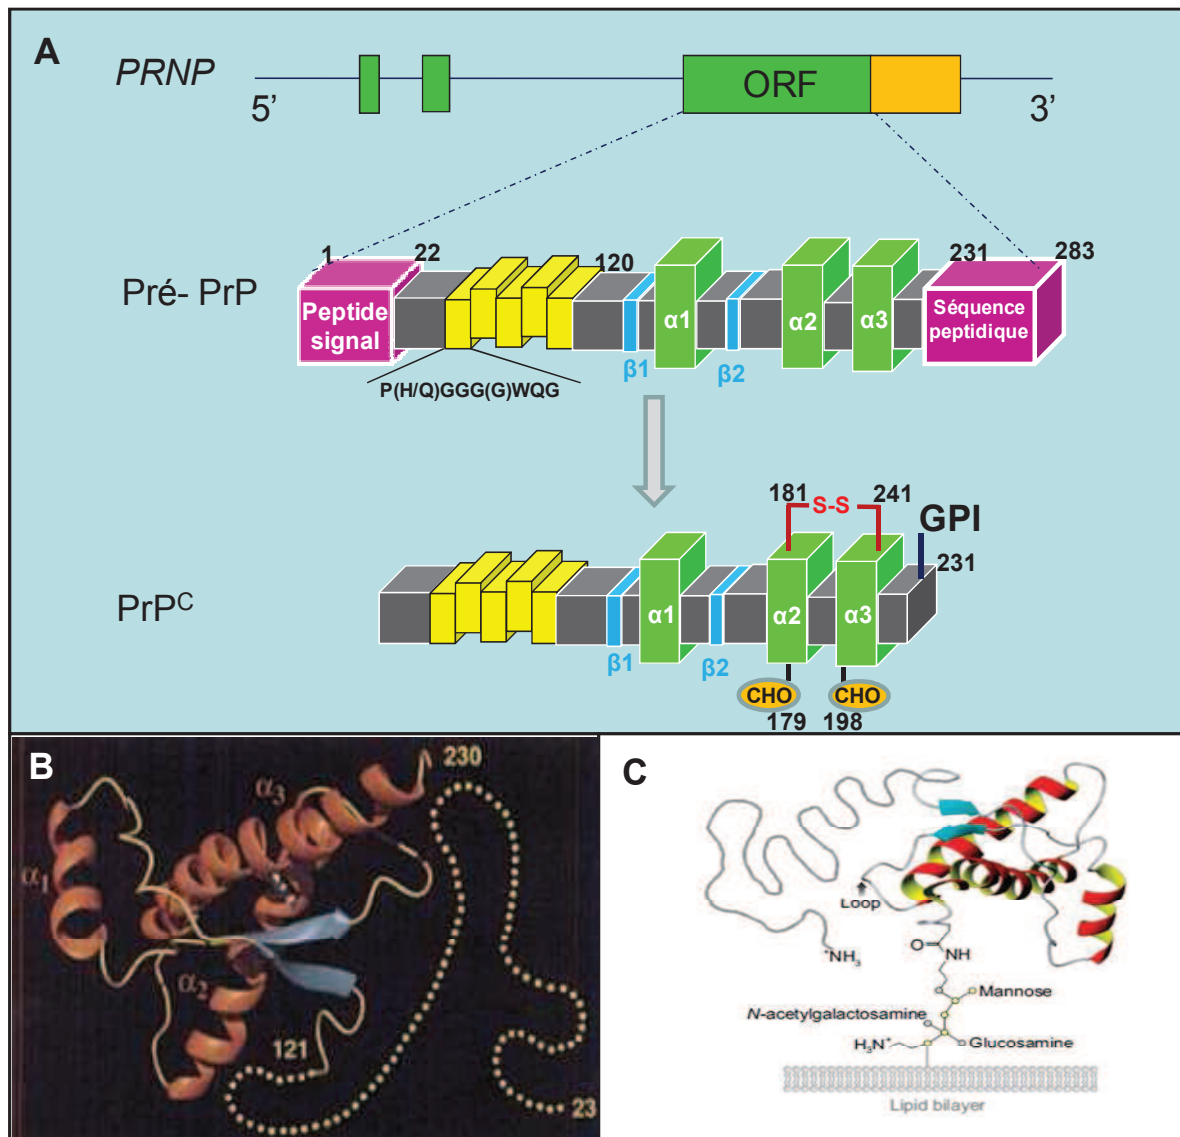 A
PRNP
ORF
5’
3’
1
22
120
231
283
Pré- PrP
Peptide
signal
α1
α2
α3
Séquence
peptidique
β1
β2
P(H/Q)GGG(G)WQG
181
S-S
241
GPI
231
PrPC
α1
α2
α3
β1
β2
CHO
CHO
179
198
B
230
α3
α1
α2
121
23
C
Loop
+NH3
O
NH
Mannose
N-acetylgalactosamine
H3N+
Glucosamine
Lipid bilayer